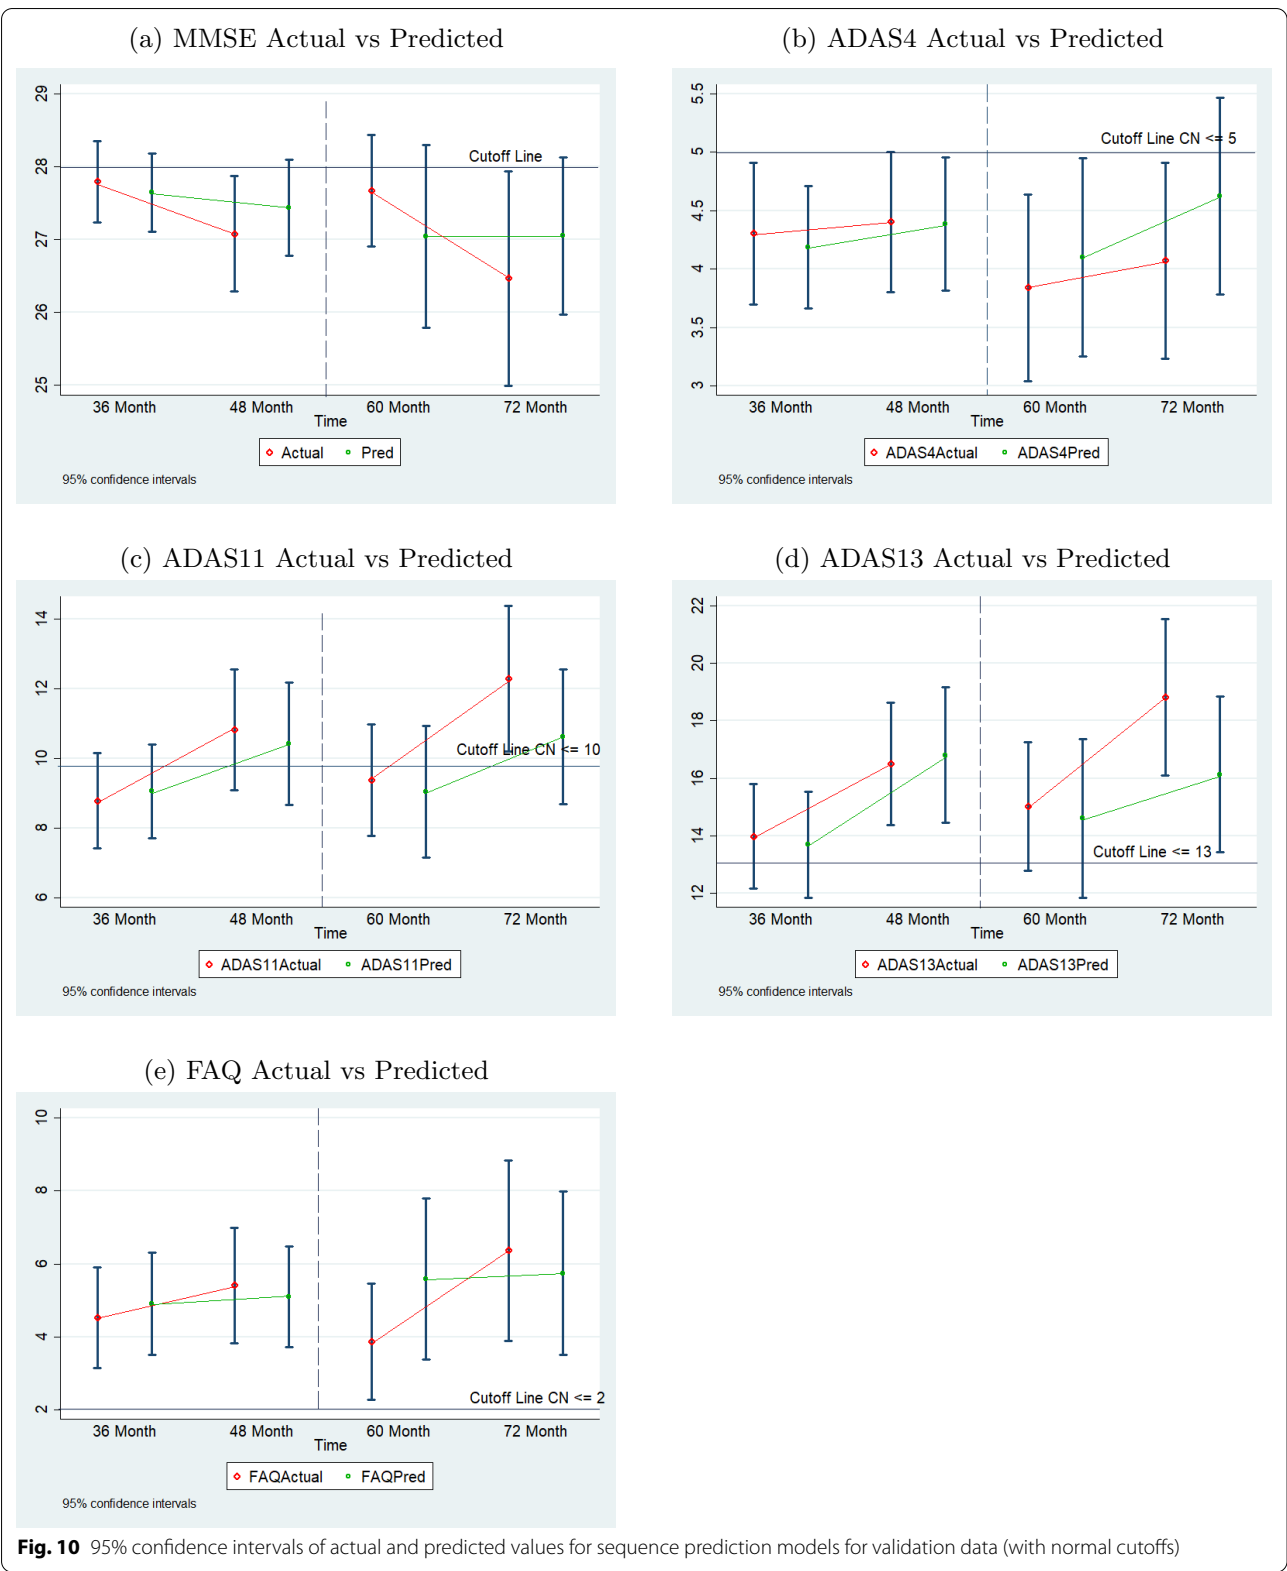 (a) MMSE Actual vs Predicted
29
28
27
26
25
Cutoff Line
36 Month 48 Month 60 Month 72 Month
Time
Actual Pred
95% confidence intervals
(b) ADAS4 Actual vs Predicted
5.5
5
4.5
4
3.5
3
Cutoff Line CN <= 5
36 Month 48 Month 60 Month 72 Month
Time
ADAS4Actual ADAS4Pred
95% confidence intervals
(c) ADAS11 Actual vs Predicted
14
12
10
8
6
Cutoff Line CN <= 10
36 Month 48 Month 60 Month 72 Month
Time
ADAS11Actual ADAS11Pred
95% confidence intervals
(d) ADAS13 Actual vs Predicted
22
20
18
16
14
12
Cutoff Line <= 13
36 Month 48 Month 60 Month 72 Month
Time
ADAS13Actual ADAS13Pred
95% confidence intervals
(e) FAQ Actual vs Predicted
10
8
6
4
2
Cutoff Line CN <= 2
36 Month 48 Month 60 Month 72 Month
Time
FAQActual FAQPred
95% confidence intervals
Fig. 10 95% confidence intervals of actual and predicted values for sequence prediction models for validation data (with normal cutoffs)